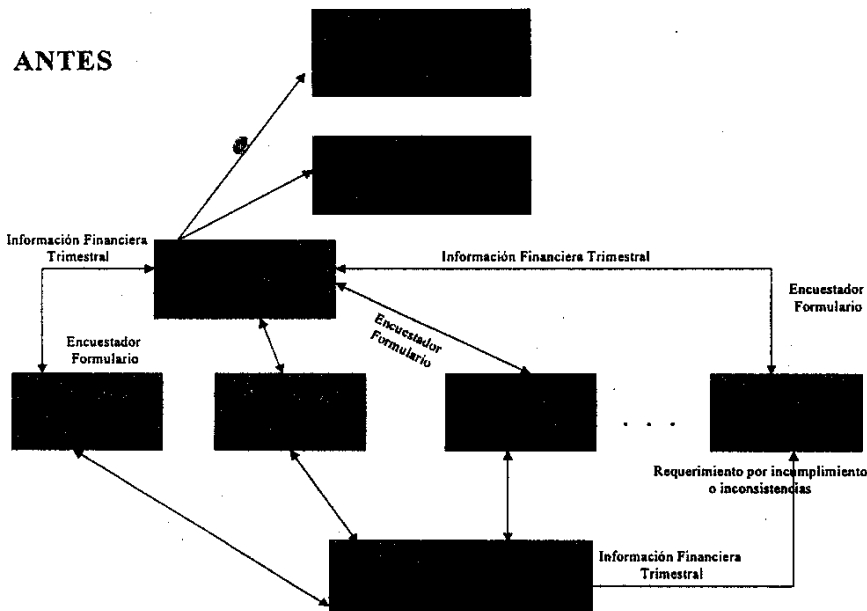 ANTES
Información Financiera
Trimestral
Información Financiera Trimestral
Encuestador
Formulario
Encuestador
Formulario
Encuestador
Formulario
. . .
Requerimiento por incumplimiento
o inconsistencias
Información Financiera
Trimestral